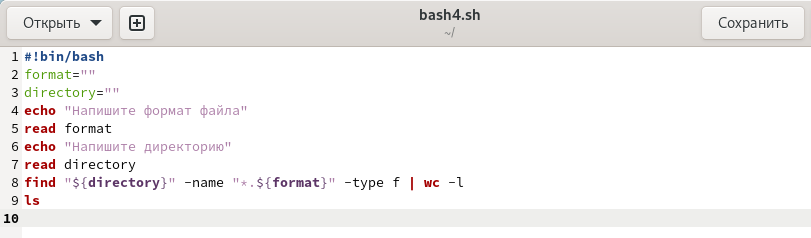 Открыть
bash4.sh
~/
Сохранить
1 #!bin/bash
2 format=""
3 directory=""
4 echo "Напишите формат файла"
5 read format
6 echo "Напишите директорию"
7 read directory
8 find "${directory}" -name "*.${format}" -type f | wc -l
9 ls
10